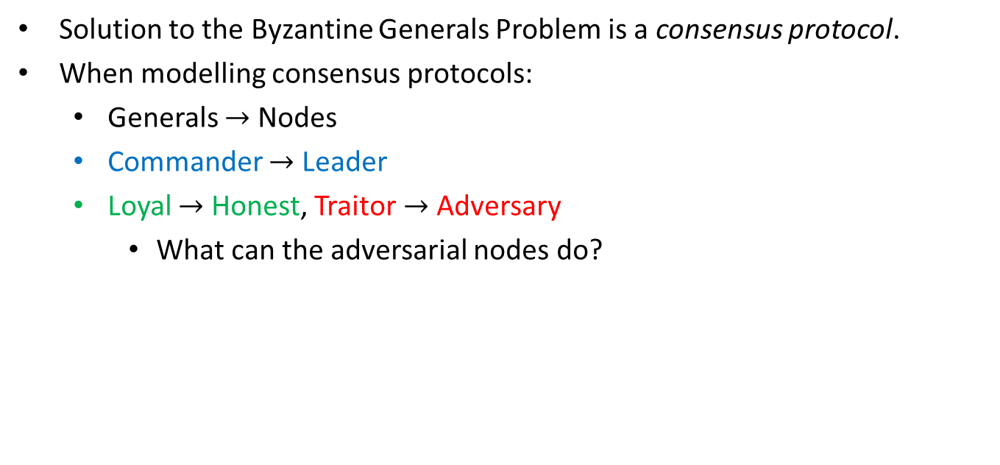 • Solution to the Byzantine Generals Problem is a consensus protocol.
• When modelling consensus protocols:
• Generals → Nodes
• Commander → Leader
• Loyal → Honest, Traitor → Adversary
• What can the adversarial nodes do?